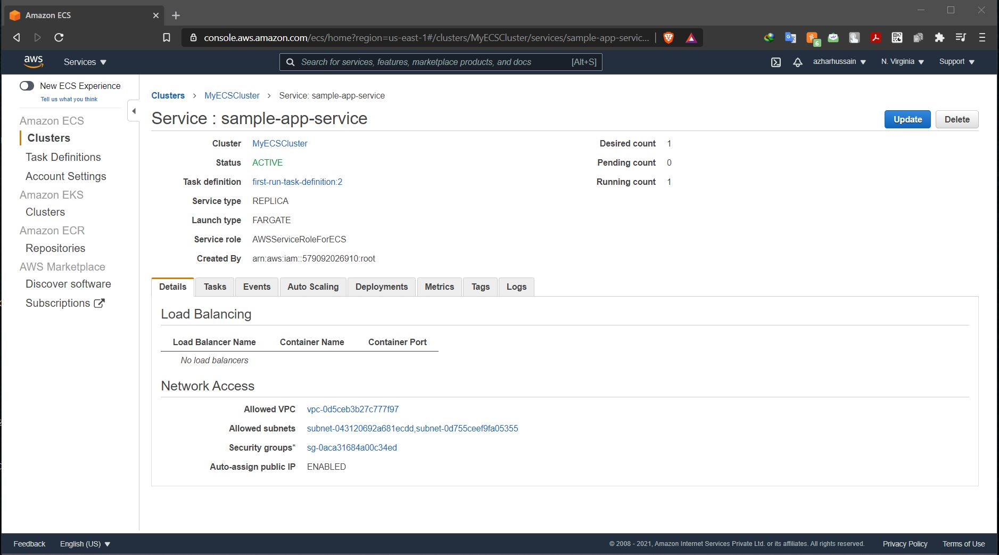 Amazon ECS
console.aws.amazon.com/ecs/home?region=us-east-1#/clusters/MyECSCluster/services/sample-app-servic...
6
aws
Services
Search for services, features, marketplace products, and docs [Alt+S]
azharhussain
N. Virginia
Support
New ECS Experience
Tell us what you think
Amazon ECS
Clusters
Task Definitions
Account Settings
Amazon EKS
Clusters
Amazon ECR
Repositories
AWS Marketplace
Discover software
Subscriptions
Clusters > MyECSCluster > Service: sample-app-service
Service : sample-app-service
Update
Delete
Cluster MyECSCluster
Status ACTIVE
Task definition first-run-task-definition:2
Service type REPLICA
Launch type FARGATE
Service role AWSServiceRoleForECS
Created By arn:aws:iam::579092026910:root
Desired count 1
Pending count 0
Running count 1
Details Tasks Events Auto Scaling Deployments Metrics Tags Logs
Load Balancing
Load Balancer Name Container Name Container Port
No load balancers
Network Access
Allowed VPC vpc-0d5ceb3b27c777f97
Allowed subnets subnet-043120692a681ecdd,subnet-0d755ceef9fa05355
Security groups* sg-0aca31684a00c34ed
Auto-assign public IP ENABLED
Feedback English (US)
© 2008 - 2021, Amazon Internet Services Private Ltd. or its affiliates. All rights reserved. Privacy Policy Terms of Use